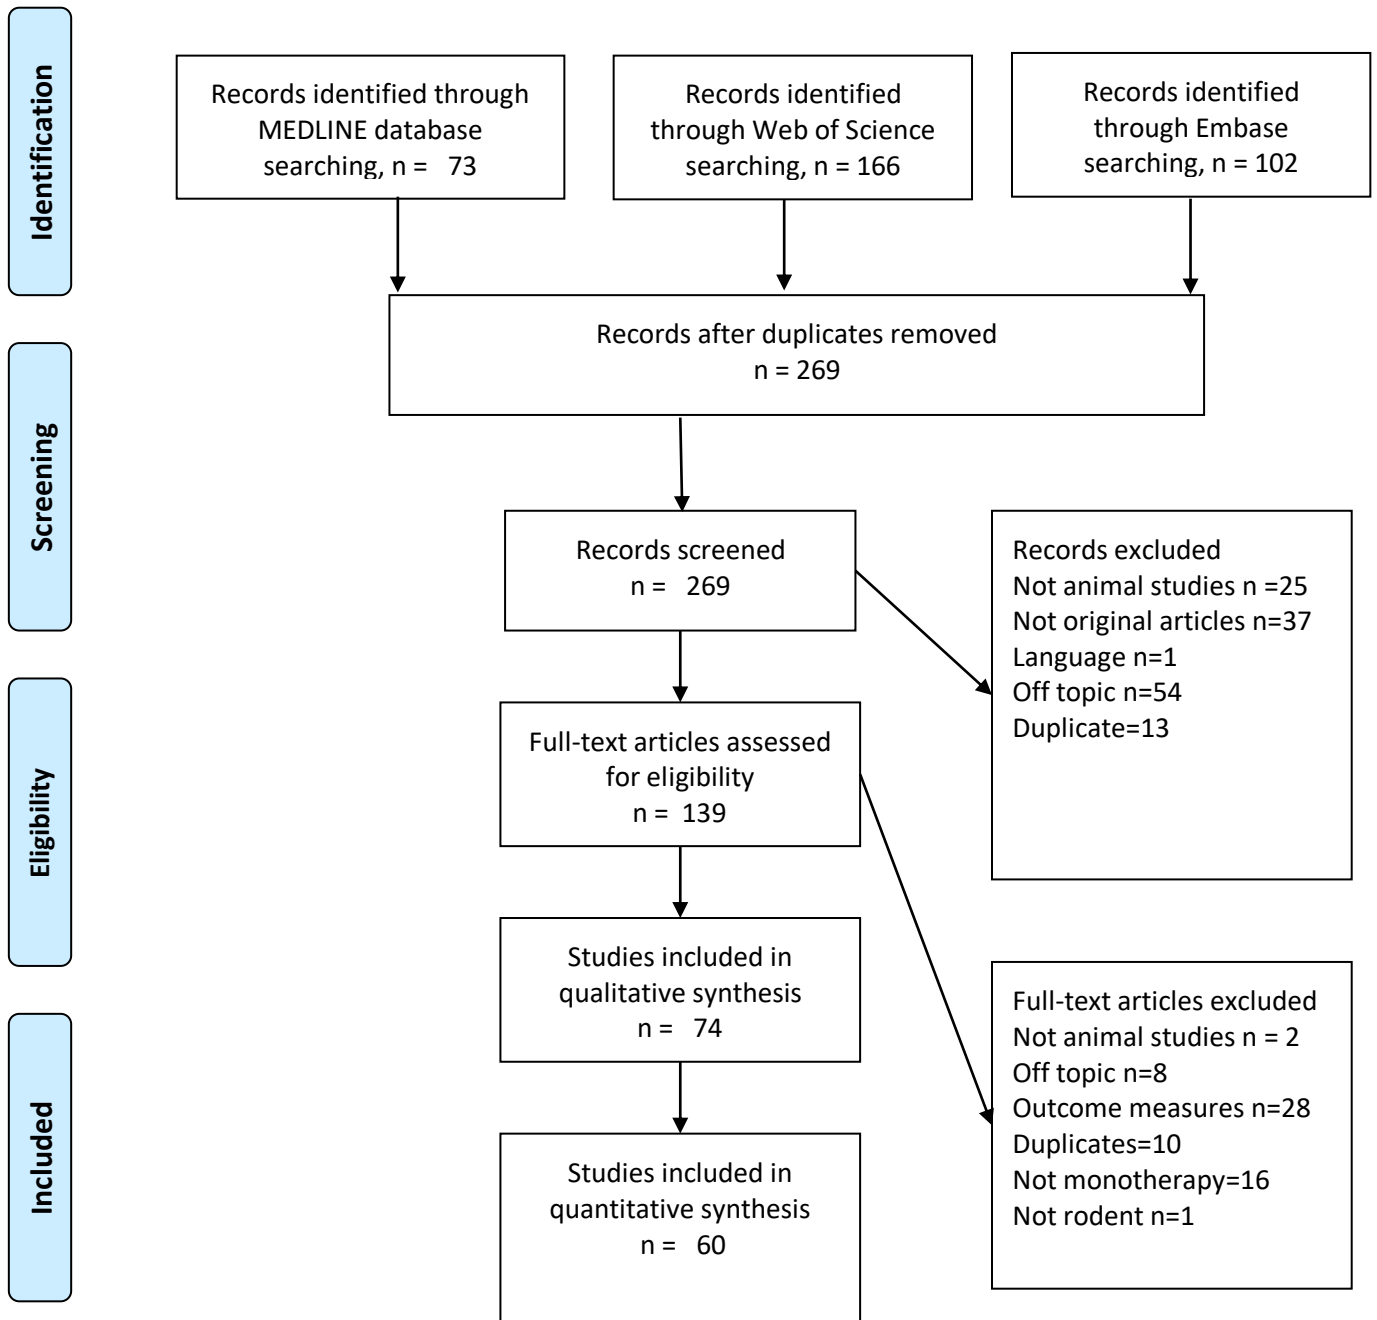 Identification
Records identified through
MEDLINE database
searching, n = 73
Records identified
through Web of Science
searching, n = 166
Records identified
through Embase
searching, n = 102
Records after duplicates removed
n = 269
Screening
Records screened
n = 269
Records excluded
Not animal studies n =25
Not original articles n=37
Language n=1
Off topic n=54
Duplicate=13
Eligibility
Full-text articles assessed
for eligibility
n = 139
Studies included in
qualitative synthesis
n = 74
Full-text articles excluded
Not animal studies n = 2
Off topic n=8
Outcome measures n=28
Duplicates=10
Not monotherapy=16
Not rodent n=1
Included
Studies included in
quantitative synthesis
n = 60